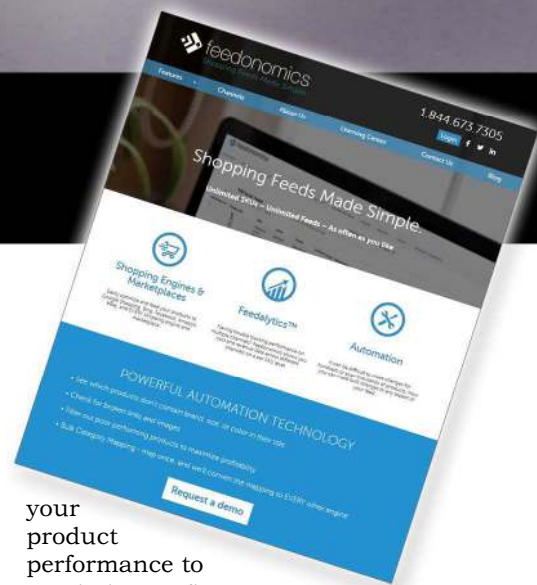 feedonomics
Shopping Feeds Made Simple
1.844.673.7305
Login
Features
Channels
About Us
Learning Center
Contact Us
Blog
Shopping Feeds Made Simple.
Unlimited SKUs – Unlimited Feeds – As often as you like
Shopping Engines &
Marketplaces
Feedalytics™
Automation
POWERFUL AUTOMATION TECHNOLOGY
• See which products don't contain brand, size, or color in their title
• Check for broken links and images
• Filter out poor performing products to maximize profitability
• Bulk Category Mapping - map once, and we'll convert the mapping to EVERY other engine
Request a demo
your
product
performance to